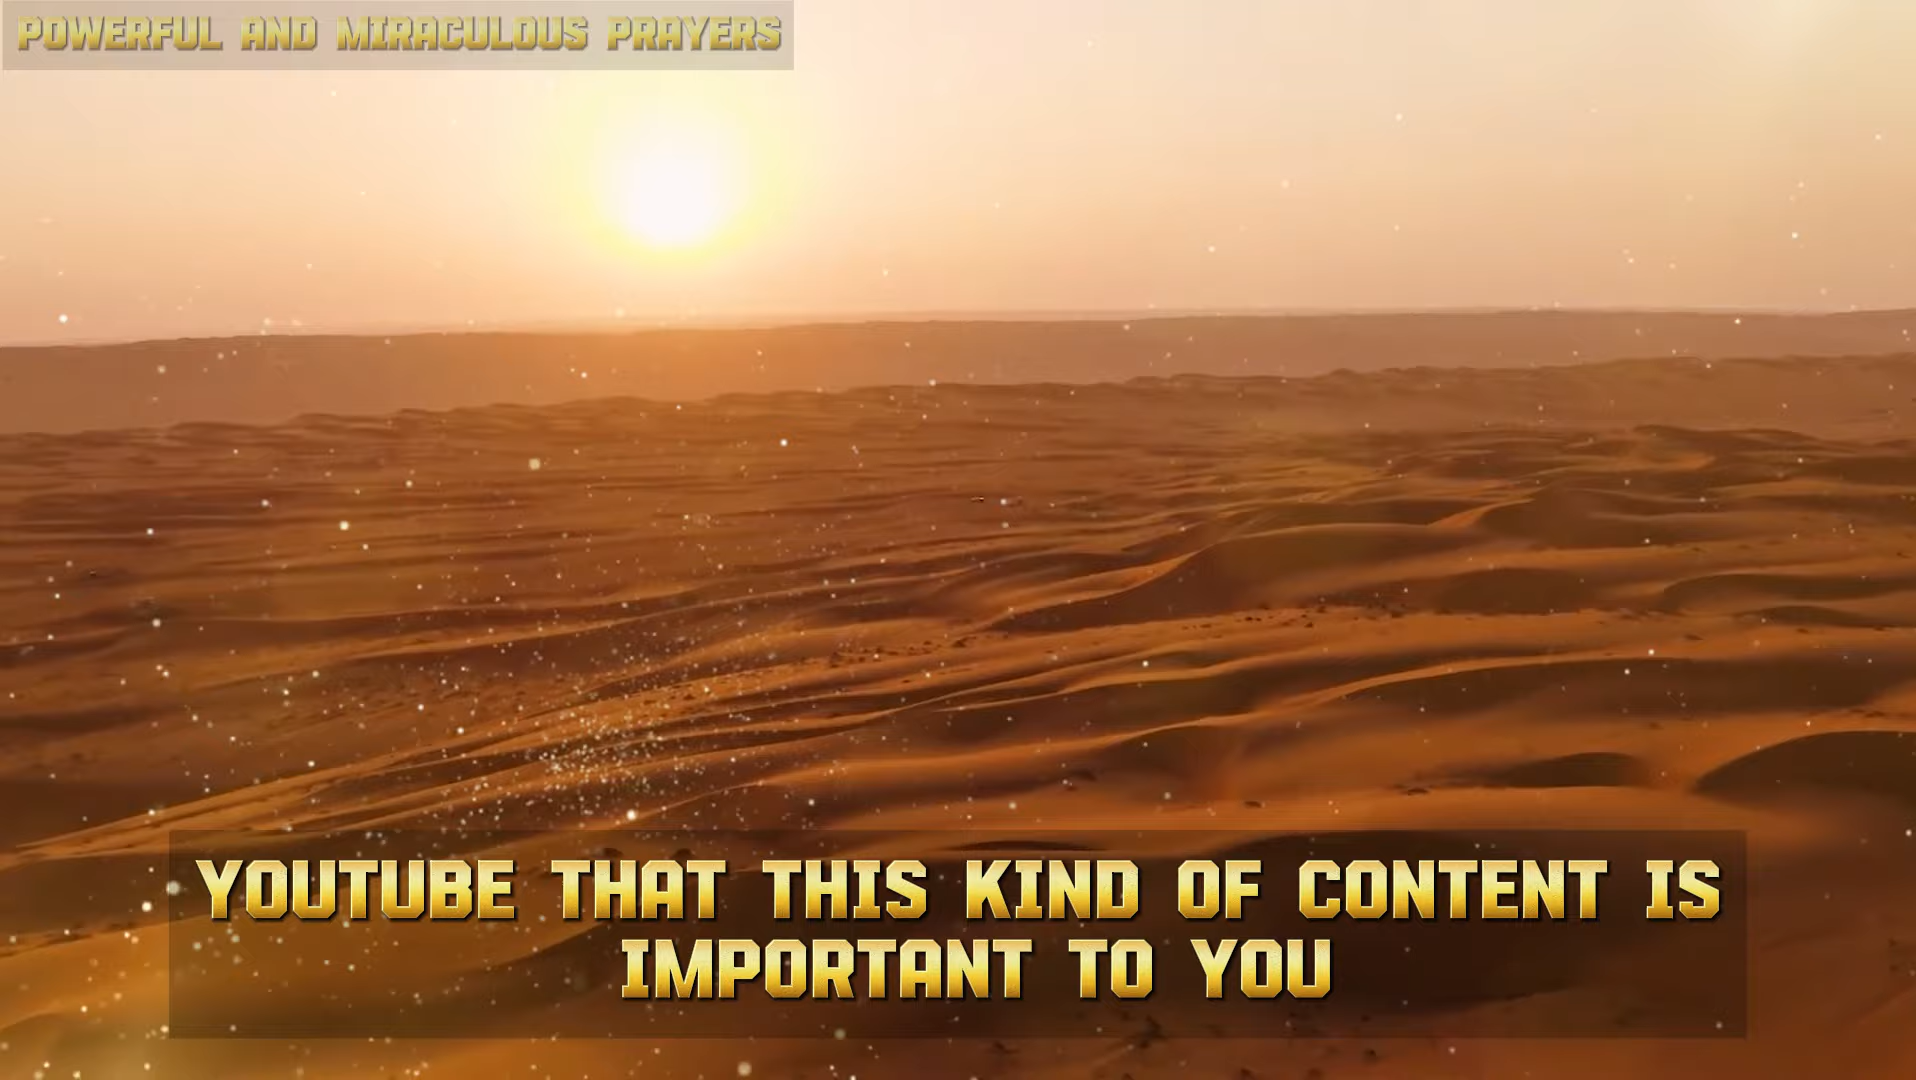 POWERFUL AND MIRACULOUS PRAYERS
YOUTUBE THAT THIS KIND OF CONTENT IS
IMPORTANT TO YOU